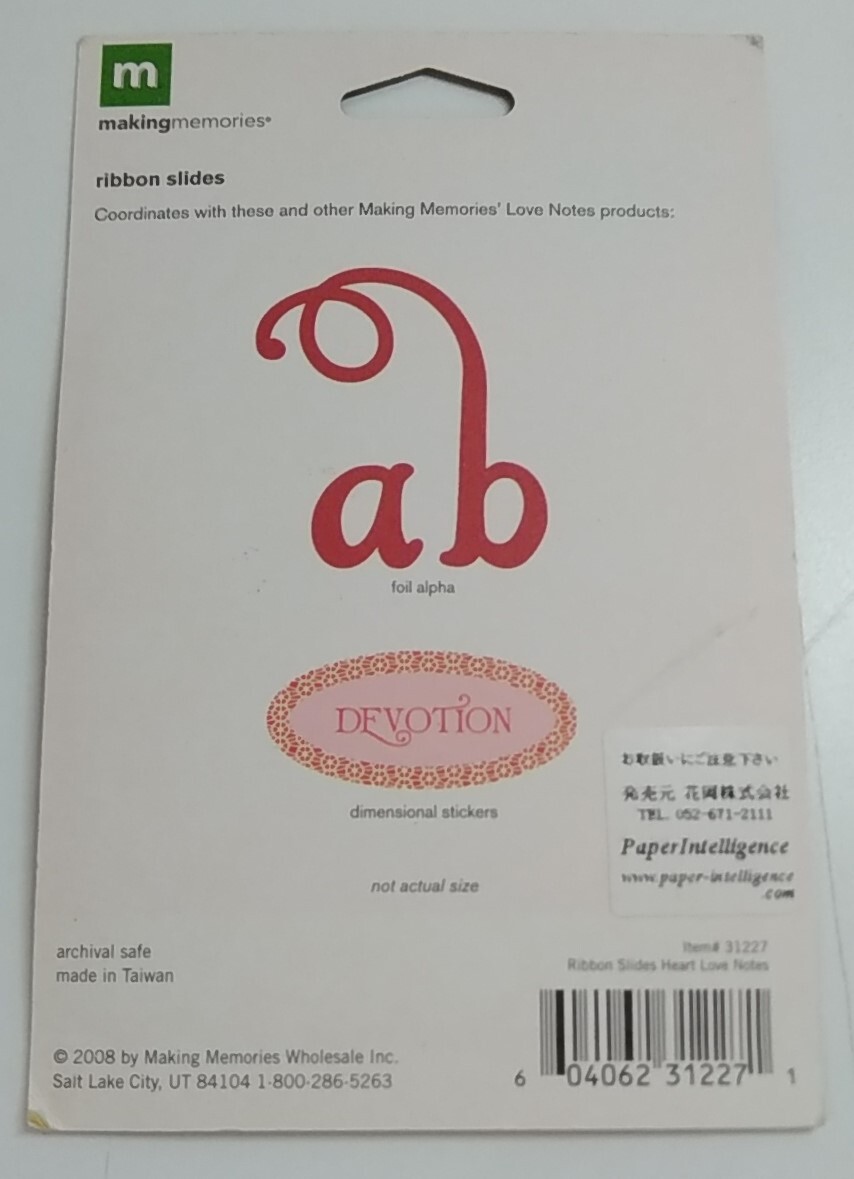 m
makingmemories®
ribbon slides
Coordinates with these and other Making Memories' Love Notes products:
ab
foil alpha
DEVOTION
dimensional stickers
not actual size
お取扱いにご注意下さい
発売元 花岡株式会社
TEL. 052-671-2111
PaperIntelligence
www.paper-intelligence
.com
archival safe
made in Taiwan
Item# 31227
Ribbon Slides Heart Love Notes
© 2008 by Making Memories Wholesale Inc.
Salt Lake City, UT 84104 1-800-286-5263
6 04062 31227 1